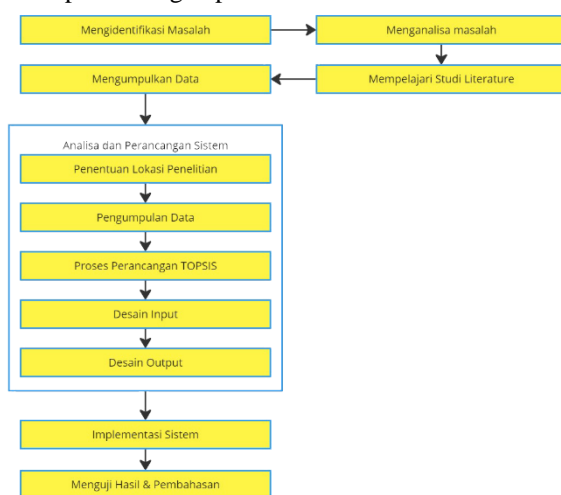 Mengidentifikasi Masalah
Menganalisa masalah
Mempelajari Studi Literature
Mengumpulkan Data
Analisa dan Perancangan Sistem
Penentuan Lokasi Penelitian
Pengumpulan Data
Proses Perancangan TOPSIS
Desain Input
Desain Output
Implementasi Sistem
Menguji Hasil & Pembahasan